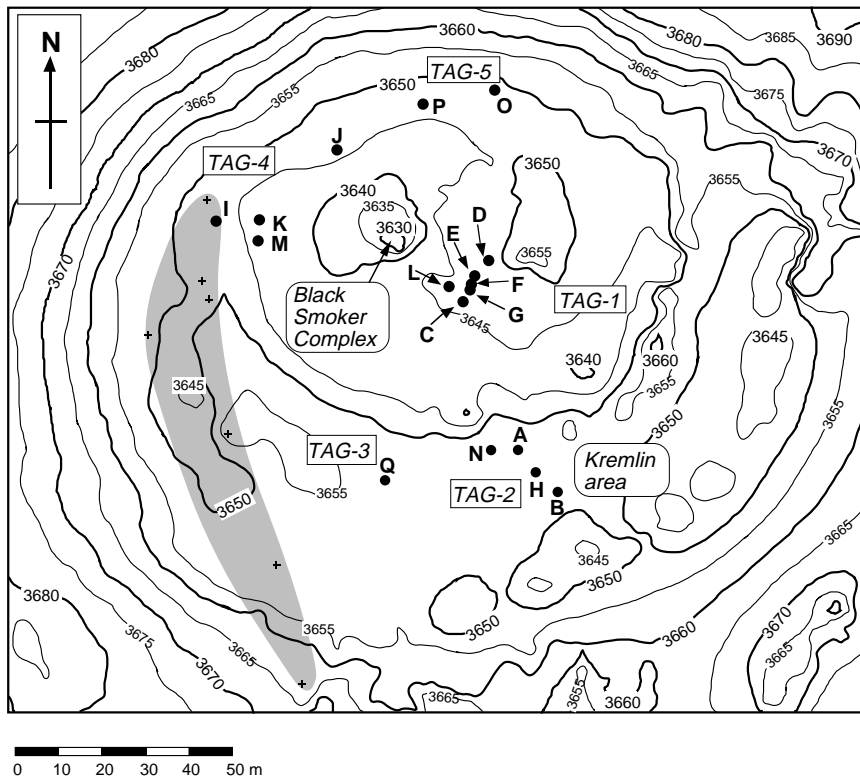 3680
3665
3655
3650
TAG-5
3660
3680
3685
3690
3665
3675
3670
N
P
O
J
TAG-4
3650
3655
3640
3635
3630
I
K
M
D
E
L
F
G
C
3655
3670
Black
Smoker
Complex
TAG-1
3645
3640
3660
3655
3645
3650
3655
3645
TAG-3
N
A
Kremlin
area
Q
3655
TAG-2
H
B
3650
3645
3650
3650
3665
3680
3675
3670
3665
3655
3660
3670
3665
3665
3655
3660
0 10 20 30 40 50 m